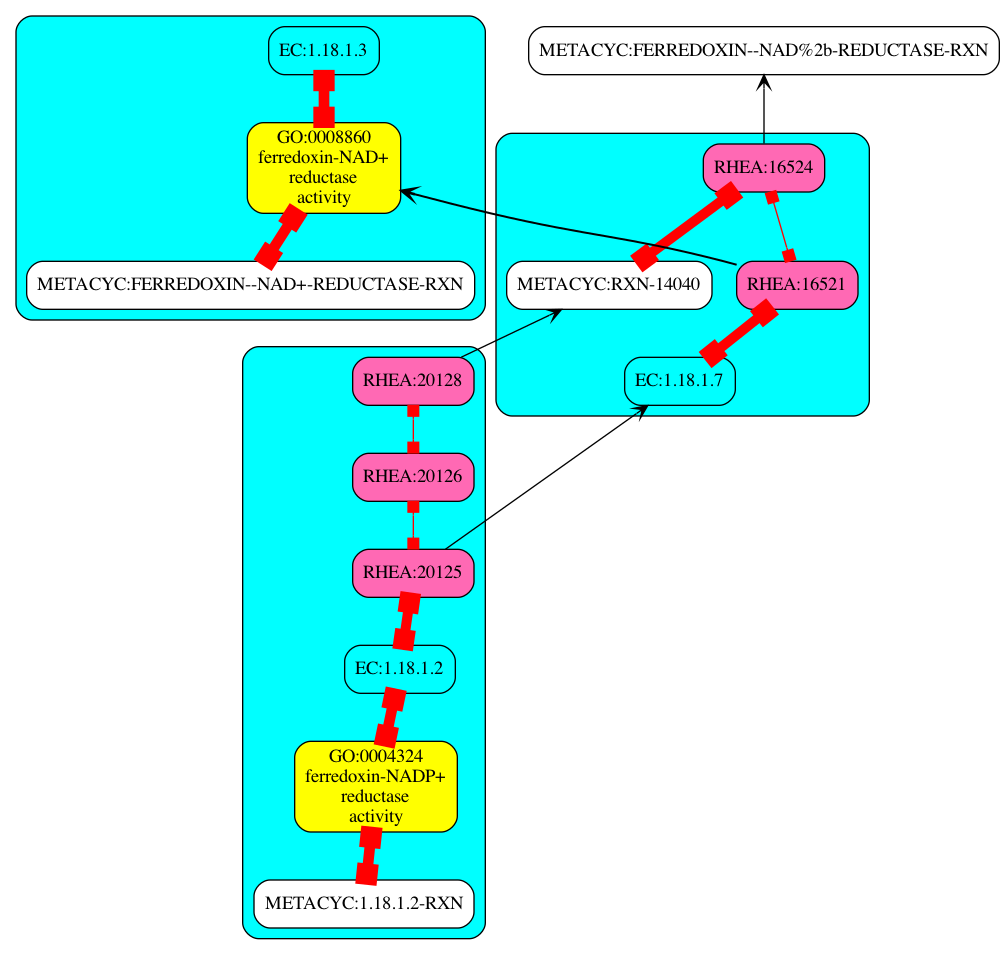 EC:1.18.1.3
METACYC:FERREDOXIN--NAD%2b-REDUCTASE-RXN
GO:0008860
ferredoxin-NAD+
reductase
activity
RHEA:16524
METACYC:FERREDOXIN--NAD+-REDUCTASE-RXN
METACYC:RXN-14040
RHEA:16521
RHEA:20128
EC:1.18.1.7
RHEA:20126
RHEA:20125
EC:1.18.1.2
GO:0004324
ferredoxin-NADP+
reductase
activity
METACYC:1.18.1.2-RXN